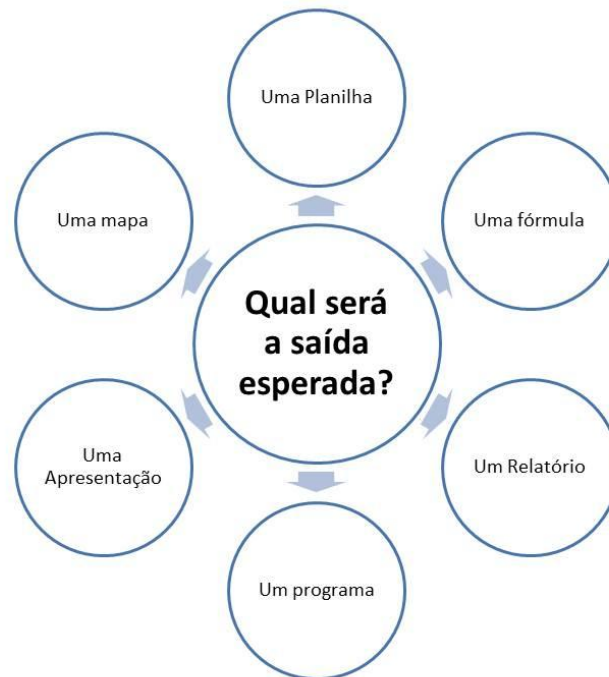 Uma Planilha
Uma mapa
Uma fórmula
Qual será
a saída
esperada?
Uma
Apresentação
Um Relatório
Um programa